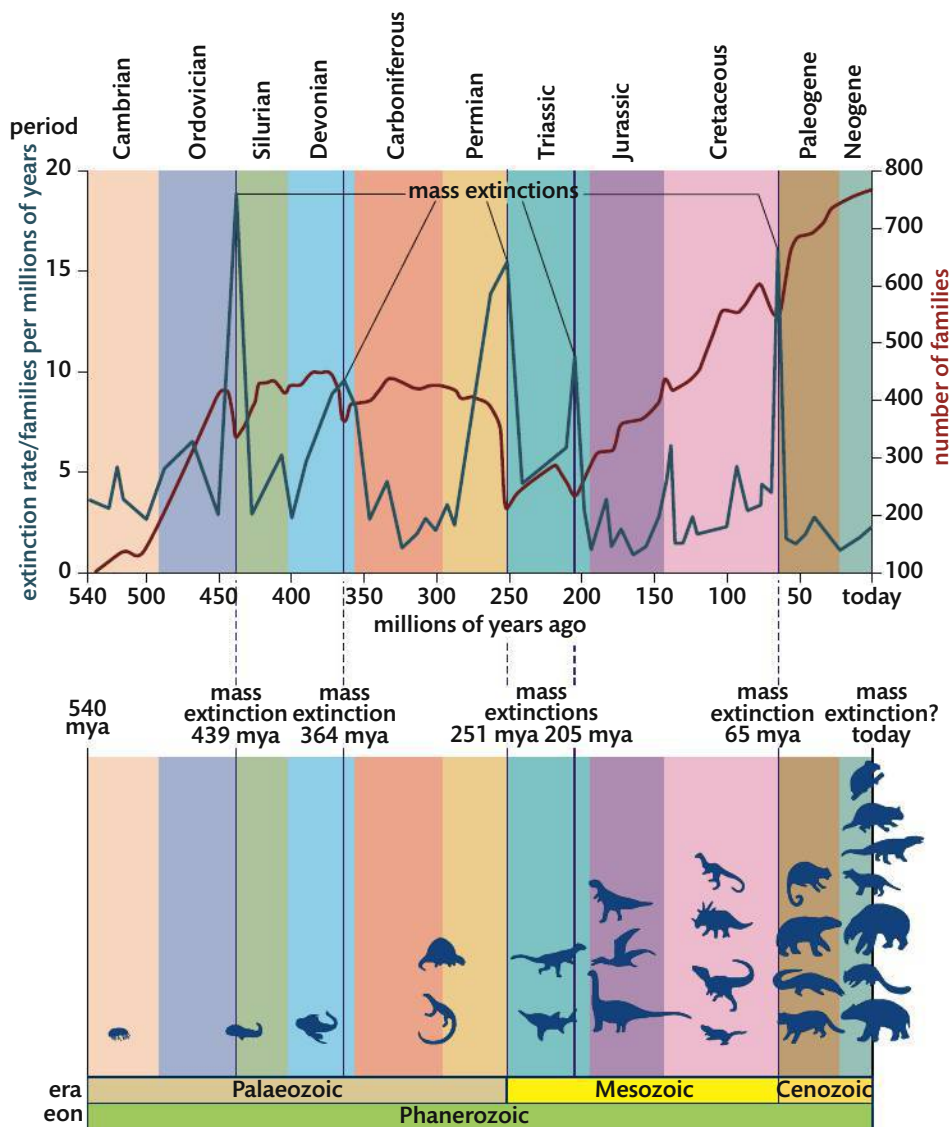 period
Cambrian
Ordovician
Silurian
Devonian
Carboniferous
Permian
Triassic
Jurassic
Cretaceous
Paleogene
Neogene
extinction rate/families per millions of years
20
15
10
5
0
mass extinctions
800
700
600
500
400
300
200
100
number of families
540 500 450 400 350 300 250 200 150 100 50 today
millions of years ago
540
mya
mass
extinction
439 mya
mass
extinction
364 mya
mass
extinctions
251 mya 205 mya
mass
extinction
65 mya
mass
extinction?
today
era Palaeozoic Mesozoic Cenozoic
eon Phanerozoic